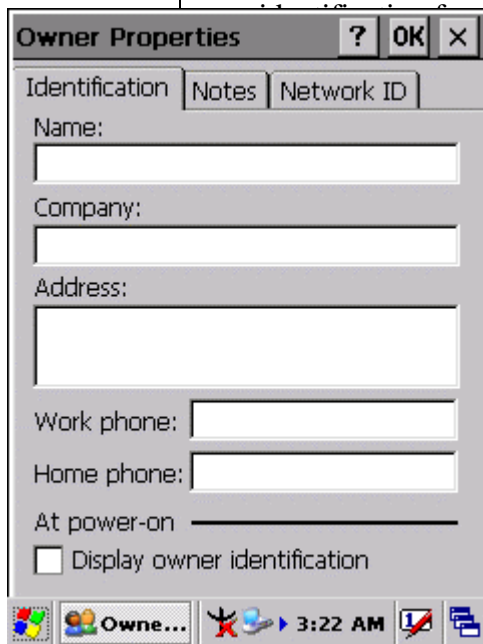 Owner Properties ? OK ×
Identification Notes Network ID
Name:
Company:
Address:
Work phone:
Home phone:
At power-on
Display owner identification
Owne... 3:22 AM